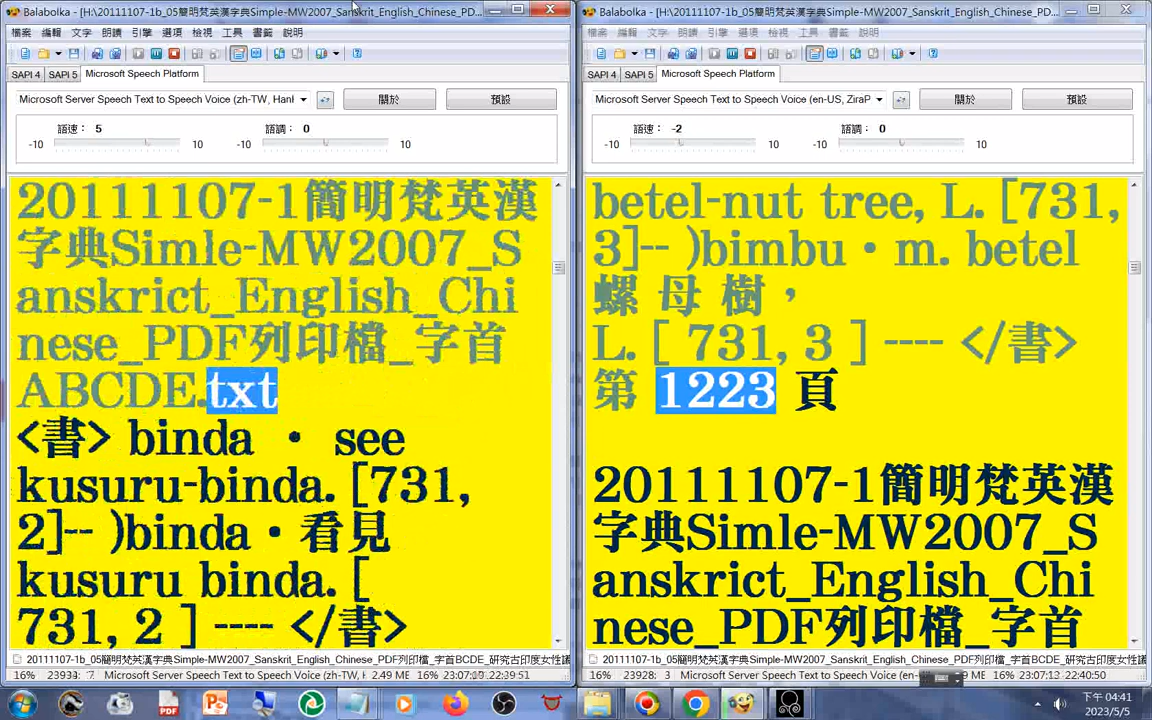 Balabolka - [H:\20111107-1b_05簡明梵英漢字典Simple-MW2007_Sanskrit_English_Chinese_PD...
檔案 編輯 文字 朗讀 引擎 選項 檢視 工具 書籤 說明
SAPI 4 SAPI 5 Microsoft Speech Platform
Microsoft Server Speech Text to Speech Voice (zh-TW, HanH 關於 預設
語速： 5 語調： 0
-10 10 -10 10
20111107-1簡明梵英漢
字典Simle-MW2007_S
anskrict_English_Chi
nese_PDF列印檔_字首
ABCDE.txt
<書> binda • see
kusuru-binda. [731,
2]-- )binda • 看見
kusuru binda. [
731, 2 ] ---- </書>
20111107-1b_05簡明梵英漢字典Simple-MW2007_Sanskrit_English_Chinese_PDF列印檔_字首BCDE_研究古印度女性議
16% 23933: 7 Microsoft Server Speech Text to Speech Voice (zh-TW, H 2.49 ME 16% 23:07:15 22:39:51
Balabolka - [H:\20111107-1b_05簡明梵英漢字典Simple-MW2007_Sanskrit_English_Chinese_PD...
檔案 編輯 文字 朗讀 引擎 選項 檢視 工具 書籤 說明
SAPI 4 SAPI 5 Microsoft Speech Platform
Microsoft Server Speech Text to Speech Voice (en-US, ZiraP 關於 預設
語速： -2 語調： 0
-10 10 -10 10
betel-nut tree, L. [731,
3]-- )bimbu • m. betel
螺 母 樹，
L. [ 731, 3 ] ---- </書>
第 1223 頁
20111107-1簡明梵英漢
字典Simle-MW2007_S
anskrict_English_Chi
nese_PDF列印檔_字首
20111107-1b_05簡明梵英漢字典Simple-MW2007_Sanskrit_English_Chinese_PDF列印檔_字首BCDE_研究古印度女性議
16% 23928: 3 Microsoft Server Speech Text to Speech Voice (en-US 16% 23:07:13 22:40:50
下午 04:41
2023/5/5